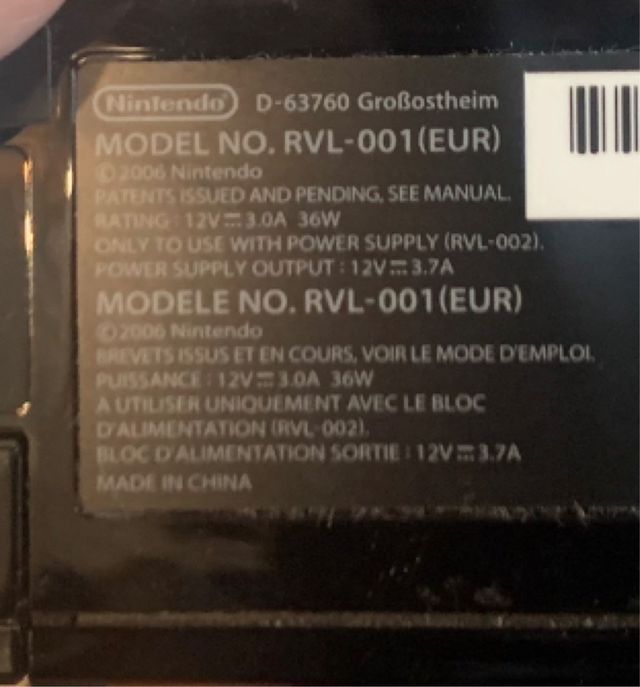 Nintendo D-63760 Großostheim
MODEL NO. RVL-001(EUR)
©2006 Nintendo
PATENTS ISSUED AND PENDING, SEE MANUAL.
RATING : 12V⎓3.0A 36W
ONLY TO USE WITH POWER SUPPLY (RVL-002).
POWER SUPPLY OUTPUT : 12V⎓3.7A
MODELE NO. RVL-001(EUR)
©2006 Nintendo
BREVETS ISSUS ET EN COURS, VOIR LE MODE D'EMPLOI.
PUISSANCE : 12V⎓3.0A 36W
A UTILISER UNIQUEMENT AVEC LE BLOC
D'ALIMENTATION (RVL-002).
BLOC D'ALIMENTATION SORTIE : 12V⎓3.7A
MADE IN CHINA